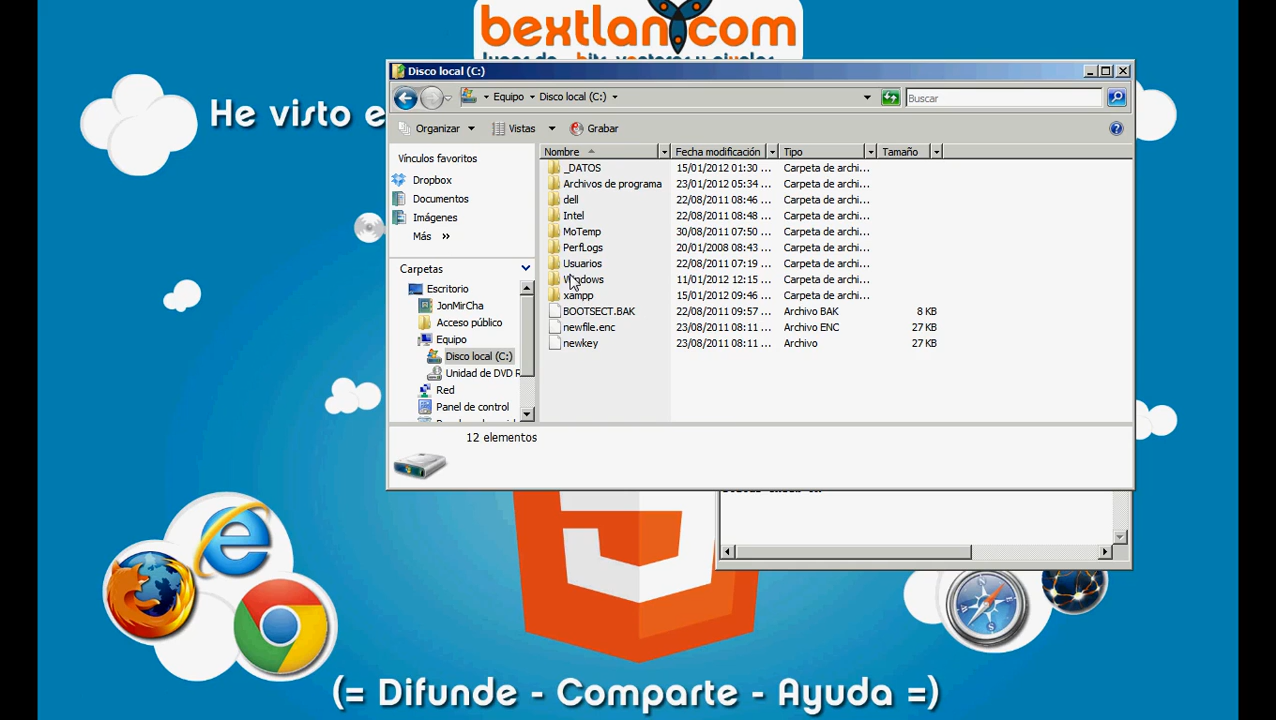 bextlan.com
He visto e
Disco local (C:)
Equipo Disco local (C:)
Buscar
Organizar Vistas Grabar
Vínculos favoritos
Dropbox
Documentos
Imágenes
Más »
Carpetas
Escritorio
JonMirCha
Acceso público
Equipo
Disco local (C:)
Unidad de DVD R
Red
Panel de control
Nombre Fecha modificación Tipo Tamaño
_DATOS 15/01/2012 01:30 ... Carpeta de archi...
Archivos de programa 23/01/2012 05:34 ... Carpeta de archi...
dell 22/08/2011 08:46 ... Carpeta de archi...
Intel 22/08/2011 08:48 ... Carpeta de archi...
MoTemp 30/08/2011 07:50 ... Carpeta de archi...
PerfLogs 20/01/2008 08:43 ... Carpeta de archi...
Usuarios 22/08/2011 07:19 ... Carpeta de archi...
Windows 11/01/2012 12:15 ... Carpeta de archi...
xampp 15/01/2012 09:46 ... Carpeta de archi...
BOOTSECT.BAK 22/08/2011 09:57 ... Archivo BAK 8 KB
newfile.enc 23/08/2011 08:11 ... Archivo ENC 27 KB
newkey 23/08/2011 08:11 ... Archivo 27 KB
12 elementos
(= Difunde - Comparte - Ayuda =)